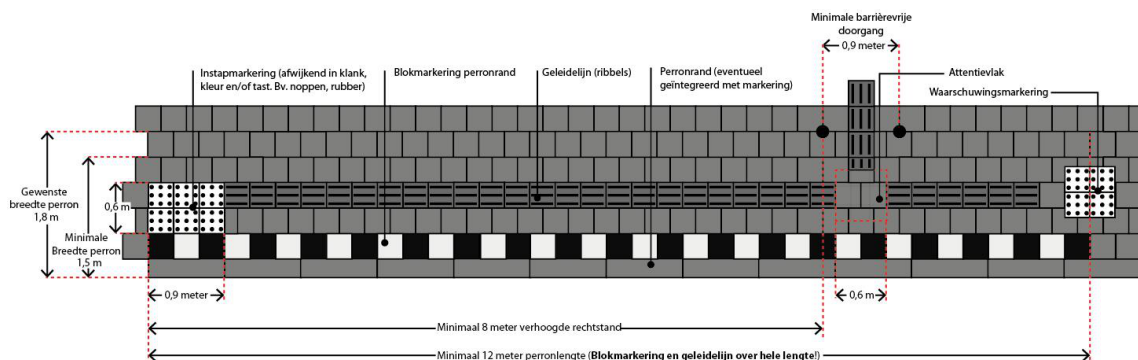 Minimale barrièrevrije
doorgang
0,9 meter
Instapmarkering (afwijkend in klank,
kleur en/of tast. Bv. noppen, rubber)
Blokmarkering perronrand
Geleidelijn (ribbels)
Perronrand (eventueel
geïntegreerd met markering)
Attentievlak
Waarschuwingsmarkering
Gewenste
breedte perron
1,8 m
0,6 m
Minimale
Breedte perron
1,5 m
0,9 meter
0,6 m
Minimaal 8 meter verhoogde rechtstand
Minimaal 12 meter perronlengte (Blokmarkering en geleidelijn over hele lengte!)